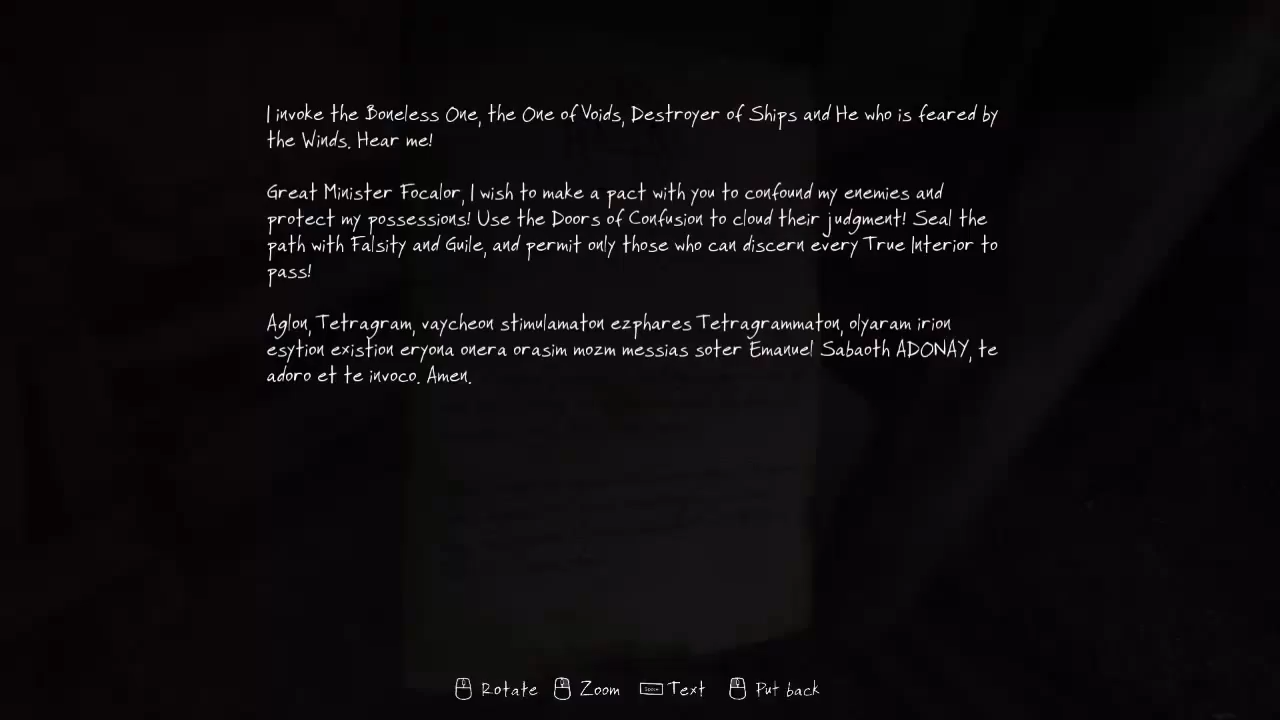 I invoke the Boneless One, the One of Voids, Destroyer of Ships and He who is feared by
the Winds. Hear me!
Great Minister Focalor, I wish to make a pact with you to confound my enemies and
protect my possessions! Use the Doors of Confusion to cloud their judgment! Seal the
path with Falsity and Guile, and permit only those who can discern every True Interior to
pass!
Aglon, Tetragram, vaycheon stimulamaton ezphares Tetragrammaton, olyaram irion
esytion existion eryona onera orasim mozm messias soter Emanuel Sabaoth ADONAY, te
adoro et te invoco. Amen.
Rotate Zoom Text Put back